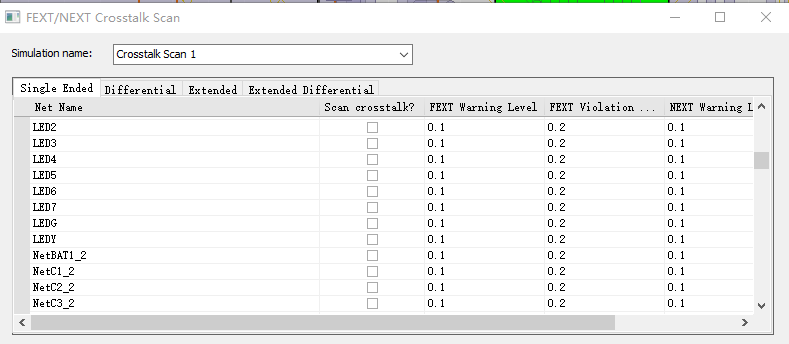 FEXT/NEXT Crosstalk Scan
Simulation name: Crosstalk Scan 1
Single Ended Differential Extended Extended Differential
Net Name Scan crosstalk? FEXT Warning Level FEXT Violation ... NEXT Warning L
LED2 0.1 0.2 0.1
LED3 0.1 0.2 0.1
LED4 0.1 0.2 0.1
LED5 0.1 0.2 0.1
LED6 0.1 0.2 0.1
LED7 0.1 0.2 0.1
LEDG 0.1 0.2 0.1
LEDY 0.1 0.2 0.1
NetBAT1_2 0.1 0.2 0.1
NetC1_2 0.1 0.2 0.1
NetC2_2 0.1 0.2 0.1
NetC3_2 0.1 0.2 0.1